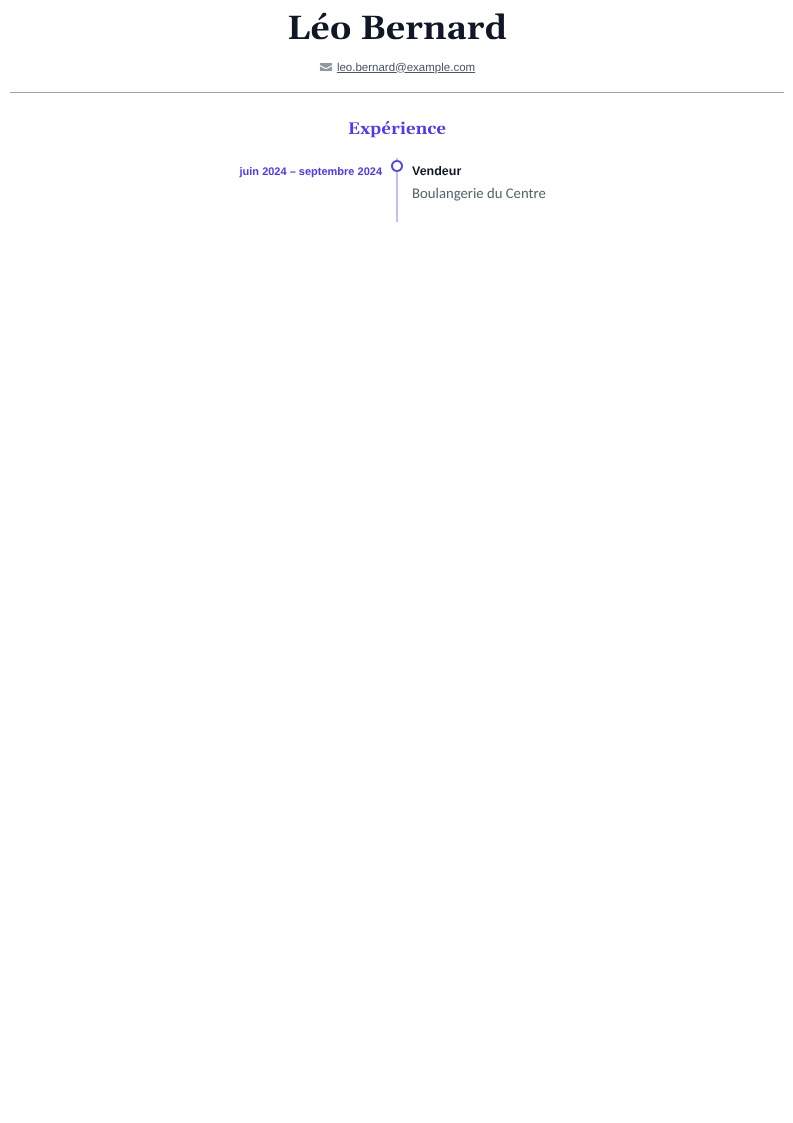 Léo Bernard
leo.bernard@example.com
Expérience
juin 2024 – septembre 2024
Vendeur
Boulangerie du Centre